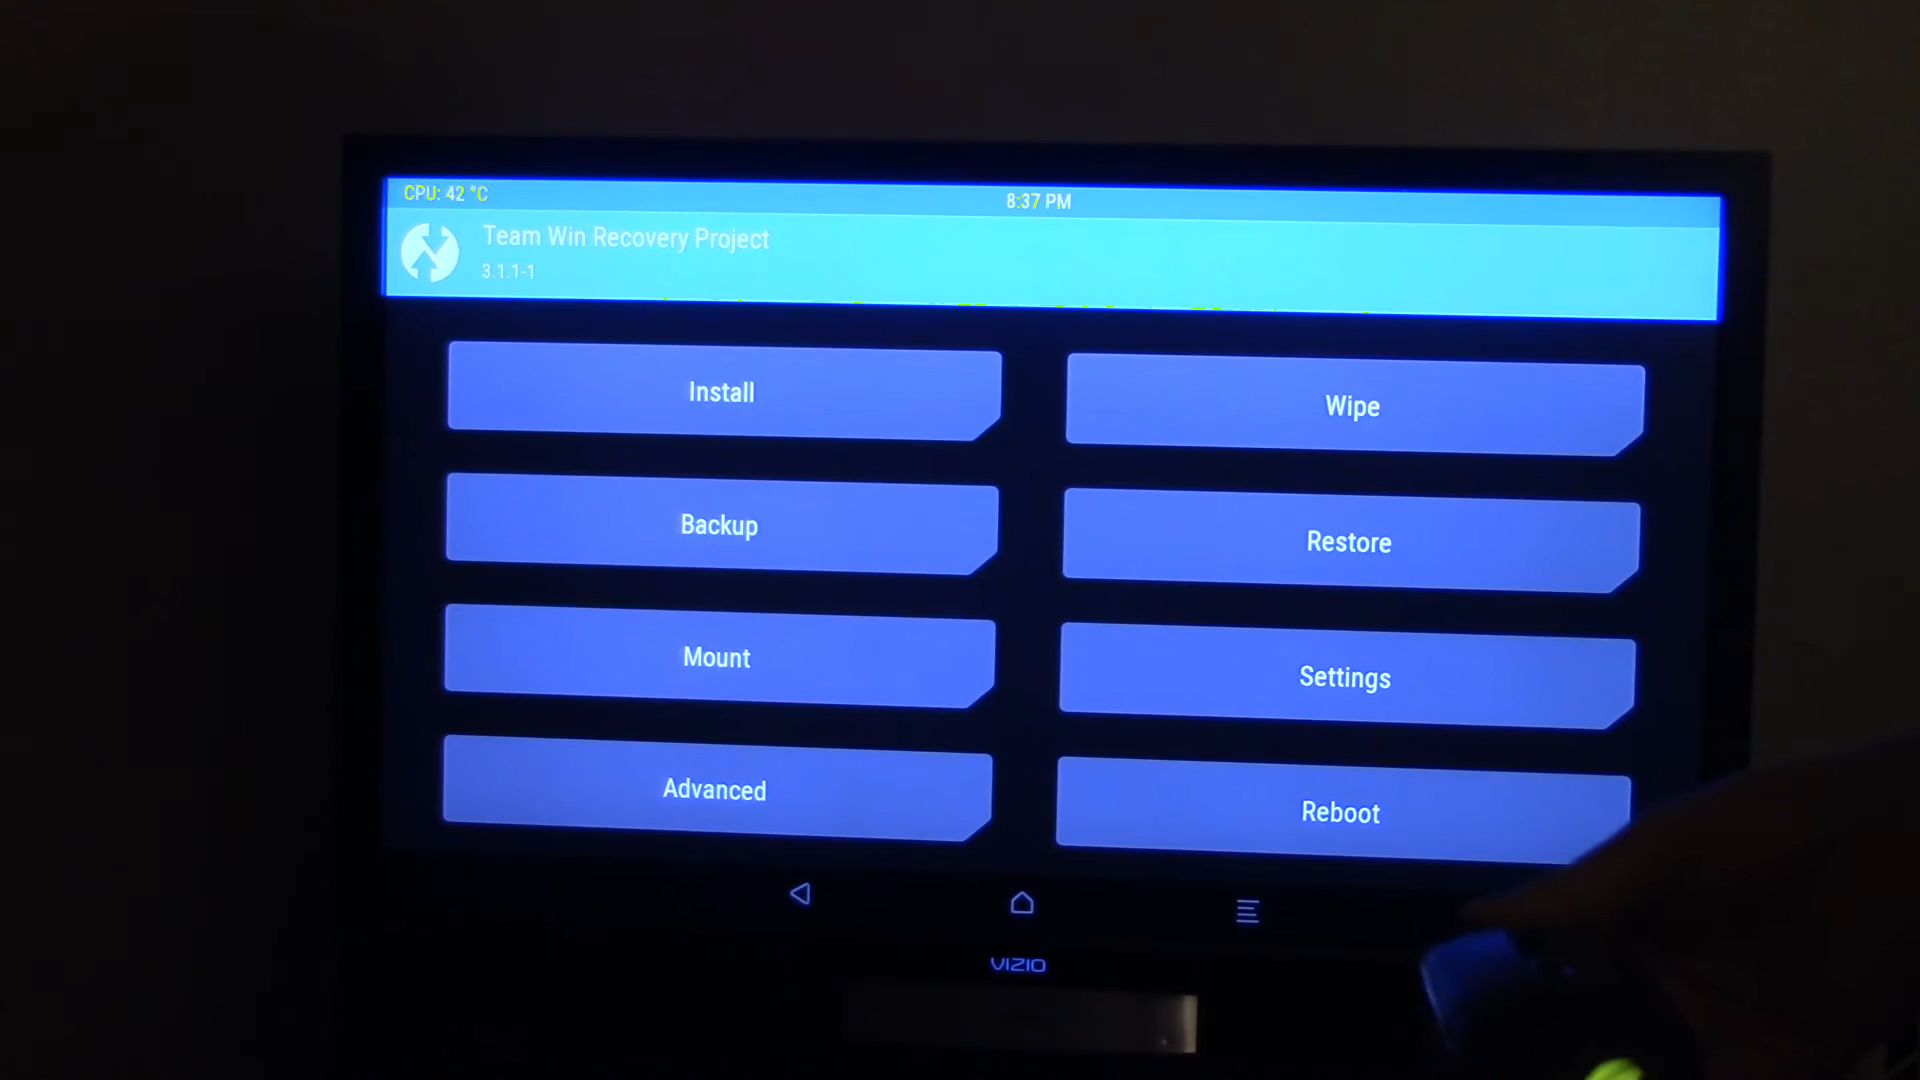 CPU: 42 °C
8:37 PM
Team Win Recovery Project
3.1.1-1
Install
Wipe
Backup
Restore
Mount
Settings
Advanced
Reboot
VIZIO